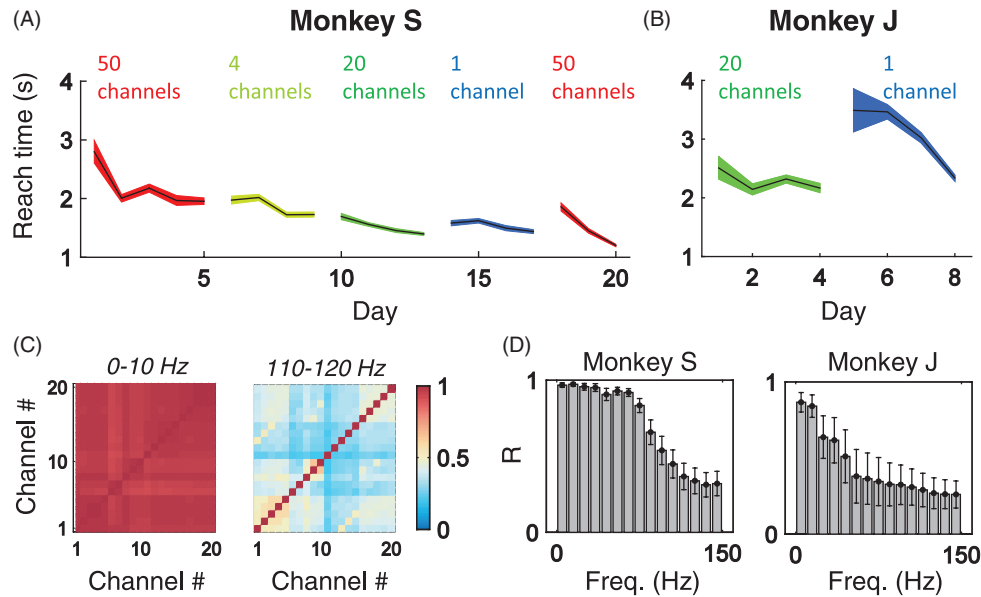 (A)
Monkey S
(B)
Monkey J
50 channels
4 channels
20 channels
1 channel
50 channels
20 channels
1 channel
Reach time (s)
4
3
2
1
5
10
15
20
Day
4
3
2
1
2
4
6
8
Day
(C)
0-10 Hz
110-120 Hz
Channel #
20
10
1
1
10
20
Channel #
1
10
20
Channel #
1
0.5
0
(D)
Monkey S
Monkey J
R
1
0
0
150
Freq. (Hz)
1
0
0
150
Freq. (Hz)